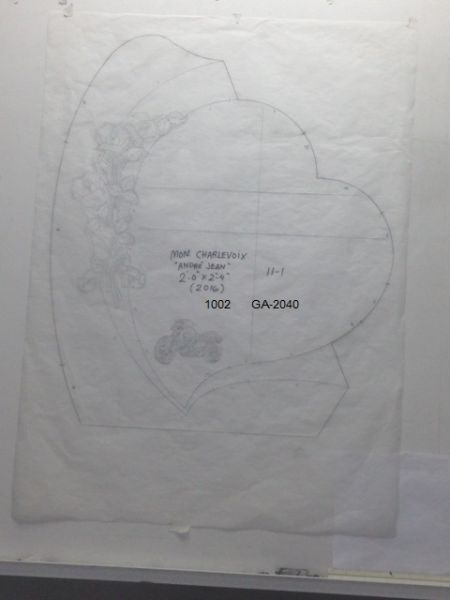 MON CHARLEVOIX
"ANDRÉ JEAN"
2'-0" X 2'-4"
(2016)
11-1
1002 GA-2040